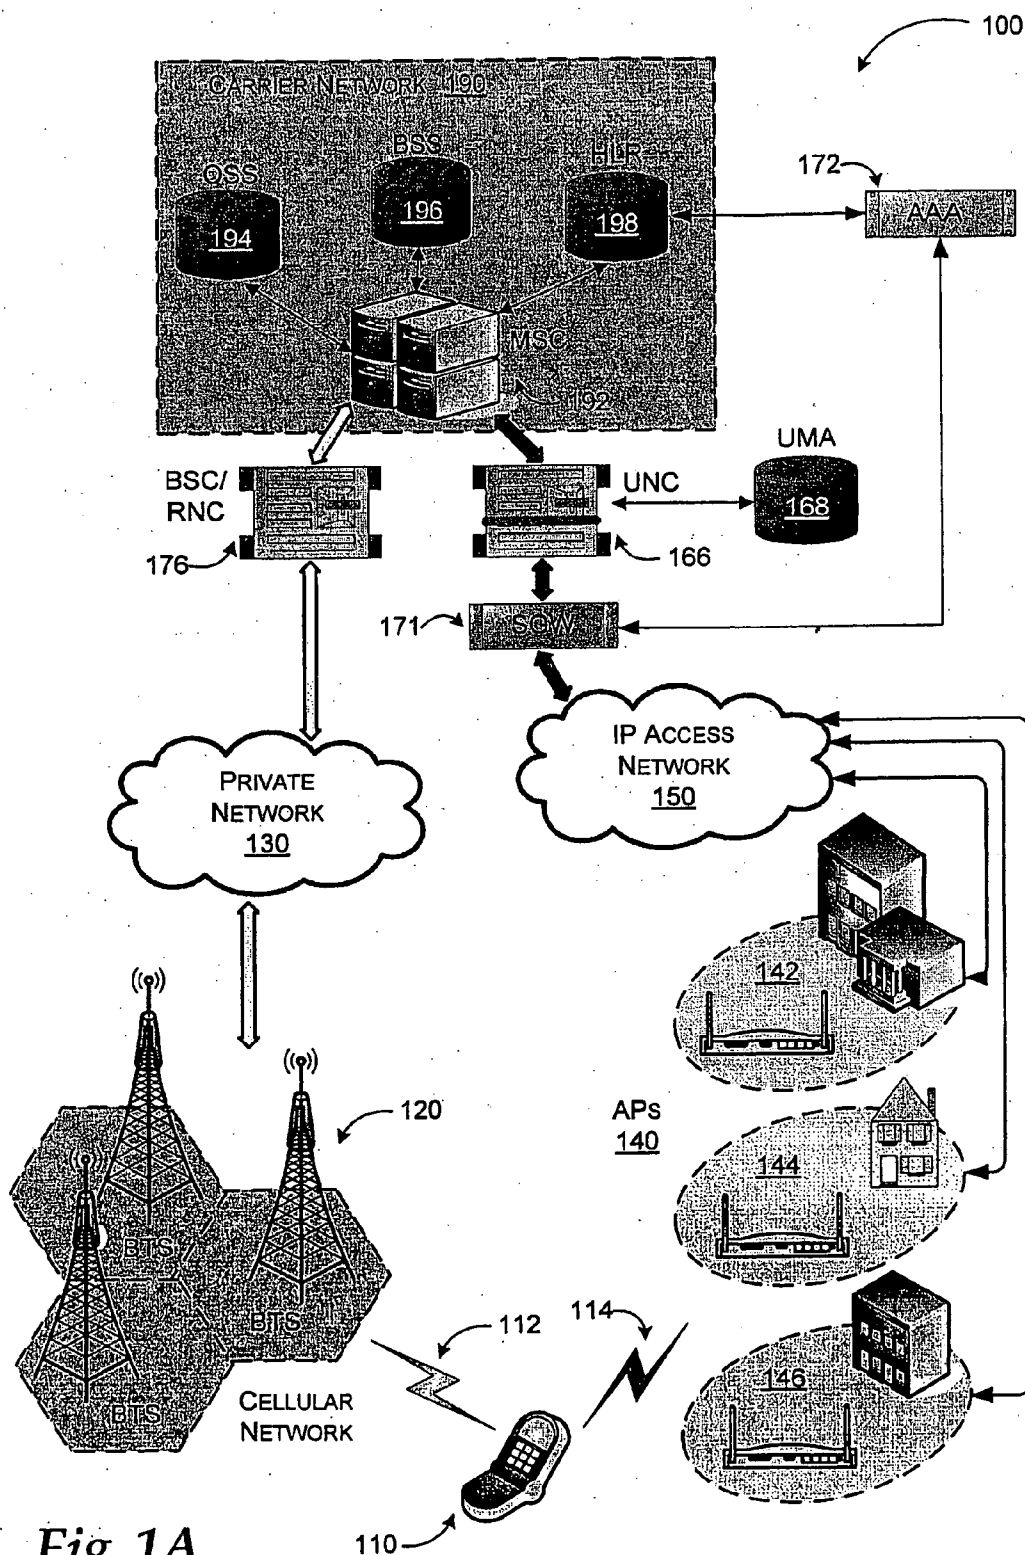 100
CARRIER NETWORK 190
OSS
BSS
HLR
194
196
198
172
AAA
MSC
192
BSC/
RNC
176
UNC
166
UMA
168
171
SGW
PRIVATE
NETWORK
130
IP ACCESS
NETWORK
150
142
APs
140
144
146
120
BTS
BTS
BTS
CELLULAR
NETWORK
112
114
110
Fig. 1A